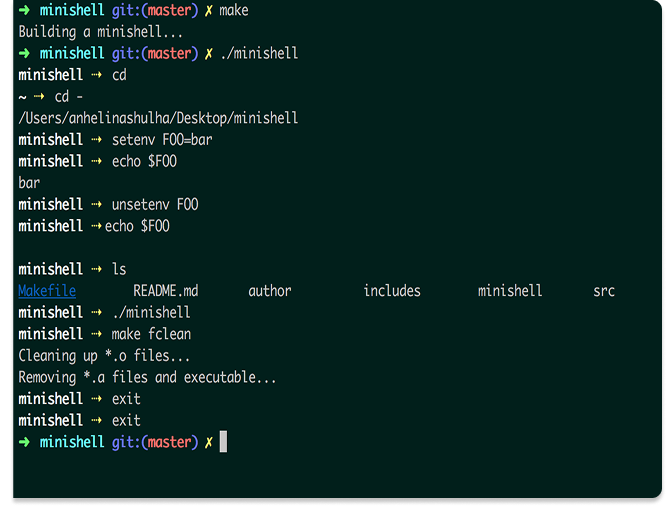 ➜ minishell git:(master) ✗ make
Building a minishell...
➜ minishell git:(master) ✗ ./minishell
minishell ⇢ cd
~ ⇢ cd -
/Users/anhelinashulha/Desktop/minishell
minishell ⇢ setenv FOO=bar
minishell ⇢ echo $FOO
bar
minishell ⇢ unsetenv FOO
minishell ⇢echo $FOO
minishell ⇢ ls
Makefile README.md author includes minishell src
minishell ⇢ ./minishell
minishell ⇢ make fclean
Cleaning up *.o files...
Removing *.a files and executable...
minishell ⇢ exit
minishell ⇢ exit
➜ minishell git:(master) ✗